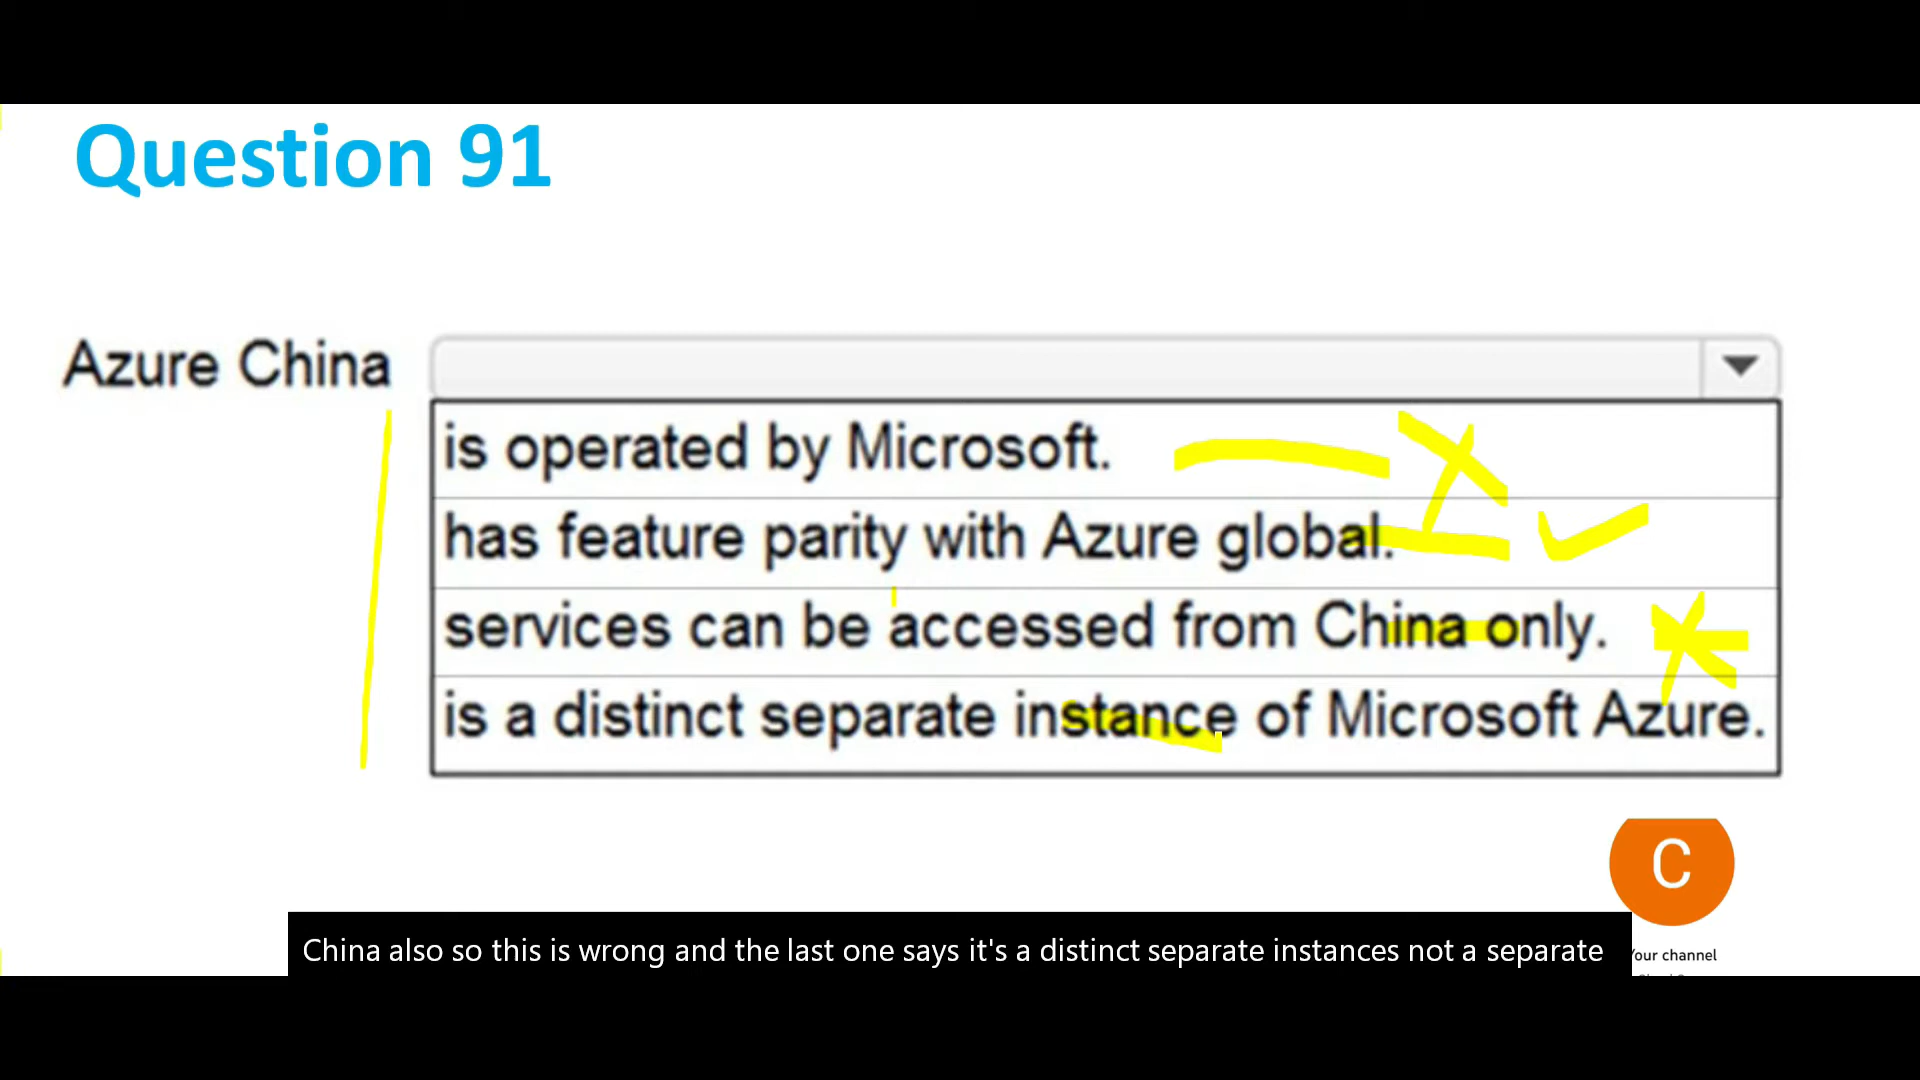 Question 91
Azure China
is operated by Microsoft.
has feature parity with Azure global.
services can be accessed from China only.
is a distinct separate instance of Microsoft Azure.
C
China also so this is wrong and the last one says it's a distinct separate instances not a separate
Your channel